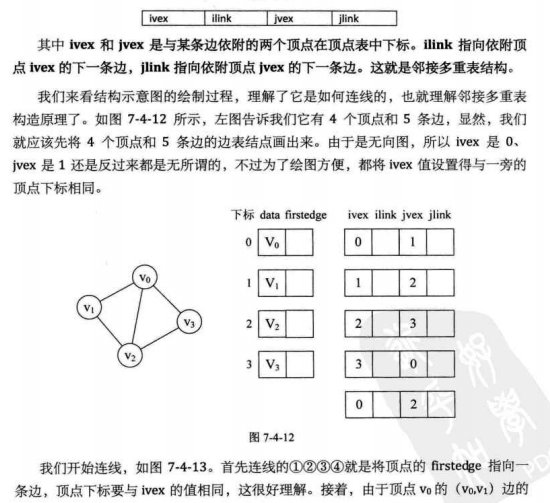 ivex ilink jvex jlink
其中 ivex 和 jvex 是与某条边依附的两个顶点在顶点表中下标。ilink 指向依附顶
点 ivex 的下一条边，jlink 指向依附顶点 jvex 的下一条边。这就是邻接多重表结构。
我们来看结构示意图的绘制过程，理解了它是如何连线的，也就理解邻接多重表
构造原理了。如图 7-4-12 所示，左图告诉我们它有 4 个顶点和 5 条边，显然，我们
就应该先将 4 个顶点和 5 条边的边表结点画出来。由于是无向图，所以 ivex 是 0、
jvex 是 1 还是反过来都是无所谓的，不过为了绘图方便，都将 ivex 值设置得与一旁的
顶点下标相同。
下标 data firstedge ivex ilink jvex jlink
0 V₀ 0 1
V₀
1 V₁ 1 2
V₁
V₃
2 V₂ 2 3
V₂
3 V₃ 3 0
0 2
图 7-4-12
我们开始连线，如图 7-4-13。首先连线的①②③④就是将顶点的 firstedge 指向一
条边，顶点下标要与 ivex 的值相同，这很好理解。接着，由于顶点 v₀ 的（v₀,v₁）边的